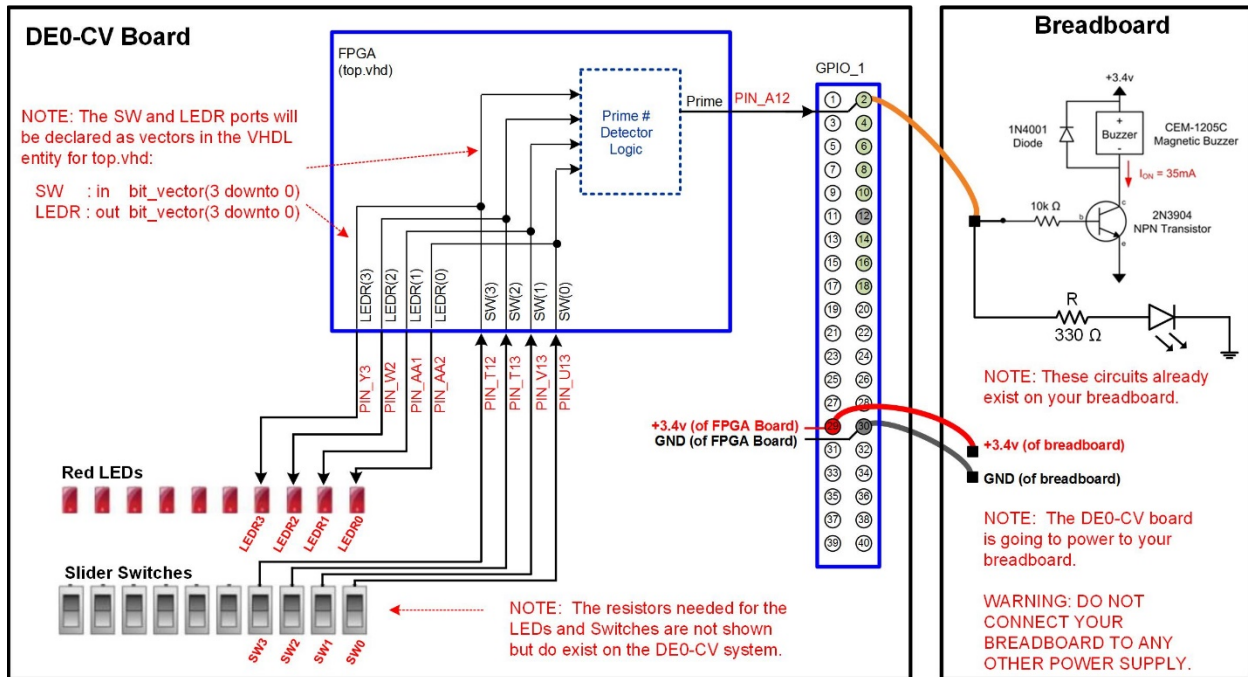 DE0-CV Board
FPGA
(top.vhd)
NOTE: The SW and LEDR ports will
be declared as vectors in the VHDL
entity for top.vhd:
SW : in bit_vector(3 downto 0)
LEDR : out bit_vector(3 downto 0)
Prime #
Detector
Logic
Prime
PIN_A12
LEDR(3)
LEDR(2)
LEDR(1)
LEDR(0)
SW(3)
SW(2)
SW(1)
SW(0)
PIN_Y3
PIN_W2
PIN_AA1
PIN_AA2
PIN_T12
PIN_T13
PIN_V13
PIN_U13
Red LEDs
LEDR3
LEDR2
LEDR1
LEDR0
Slider Switches
SW3
SW2
SW1
SW0
NOTE: The resistors needed for the
LEDs and Switches are not shown
but do exist on the DE0-CV system.
GPIO_1
1 2
3 4
5 6
7 8
9 10
11 12
13 14
15 16
17 18
19 20
21 22
23 24
25 26
27 28
29 30
31 32
33 34
35 36
37 38
39 40
+3.4v (of FPGA Board)
GND (of FPGA Board)
Breadboard
+3.4v
1N4001
Diode
+
Buzzer
-
CEM-1205C
Magnetic Buzzer
ION = 35mA
10k Ω
b
c
e
2N3904
NPN Transistor
R
330 Ω
NOTE: These circuits already
exist on your breadboard.
+3.4v (of breadboard)
GND (of breadboard)
NOTE: The DE0-CV board
is going to power to your
breadboard.
WARNING: DO NOT
CONNECT YOUR
BREADBOARD TO ANY
OTHER POWER SUPPLY.